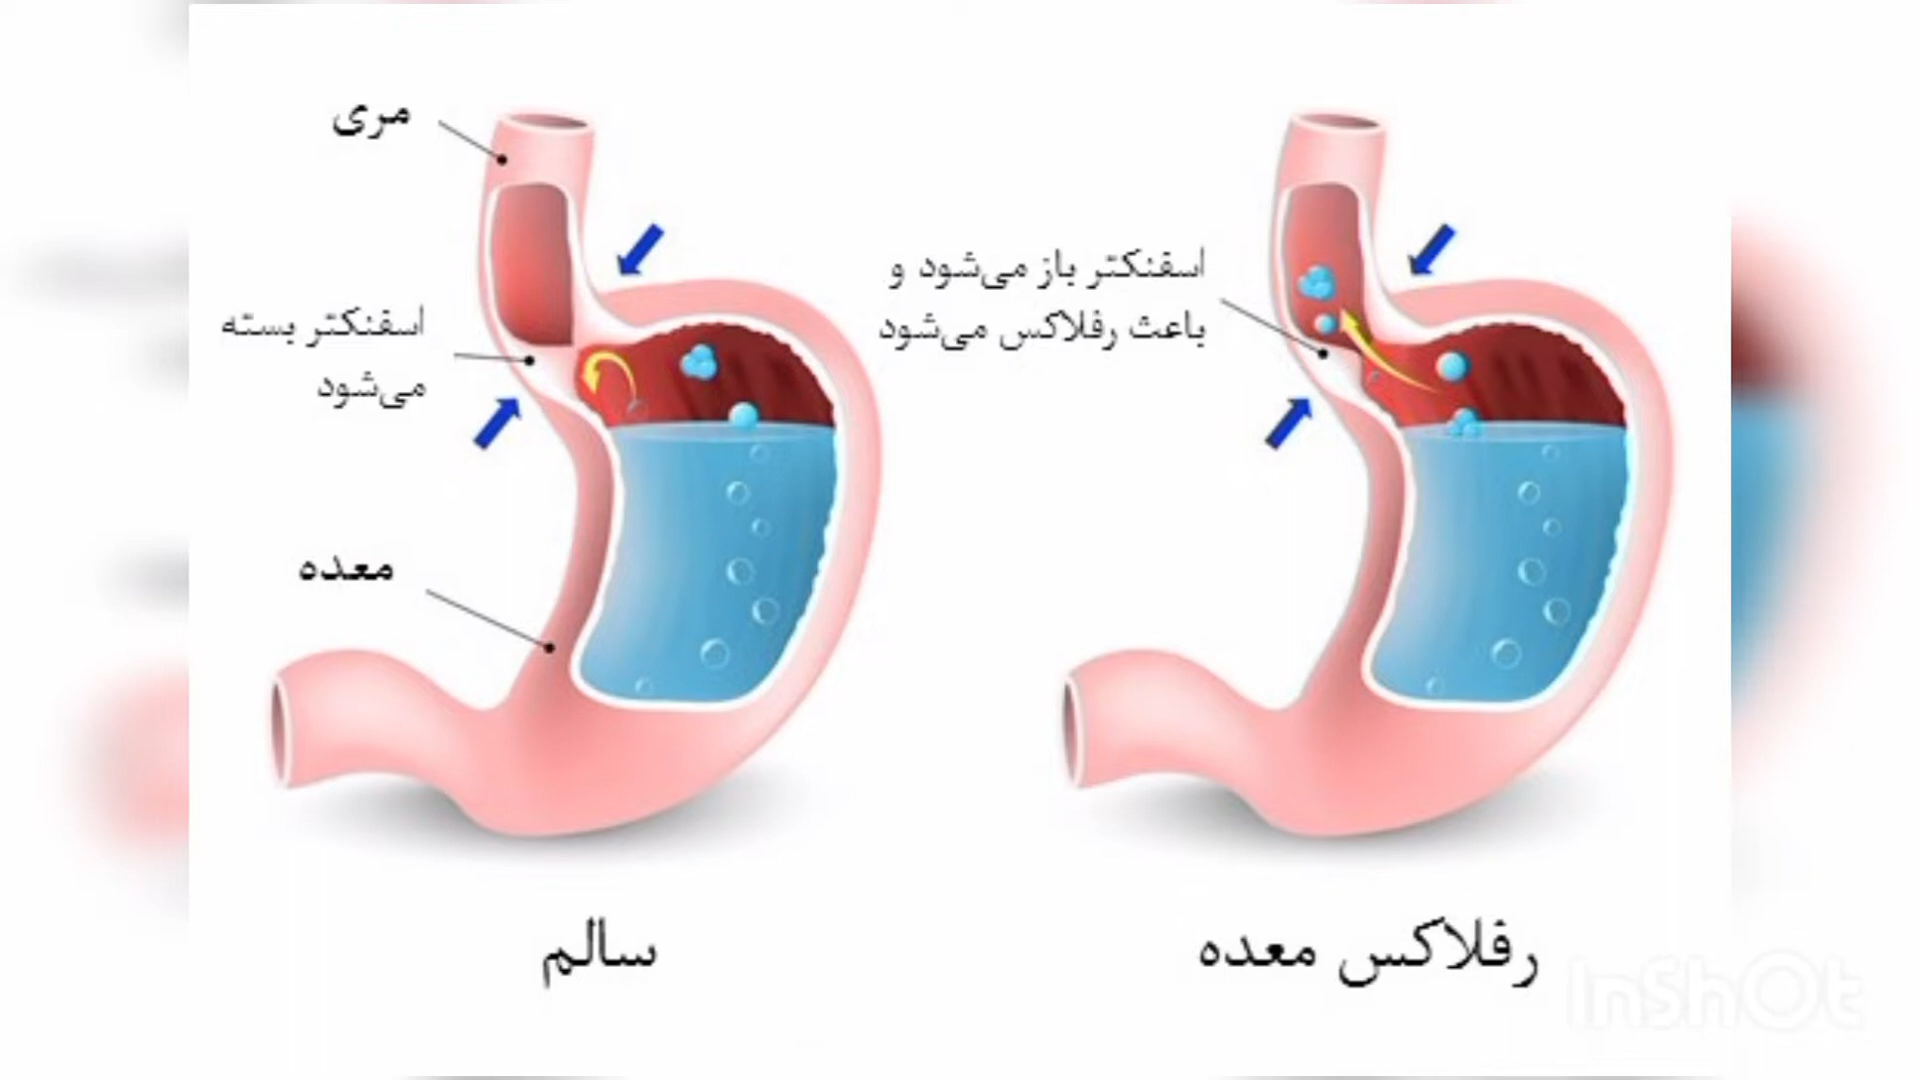 مری
اسفنکتر بسته
می‌شود
معده
سالم
اسفنکتر باز می‌شود و
باعث رفلاکس می‌شود
رفلاکس معده
InShOt